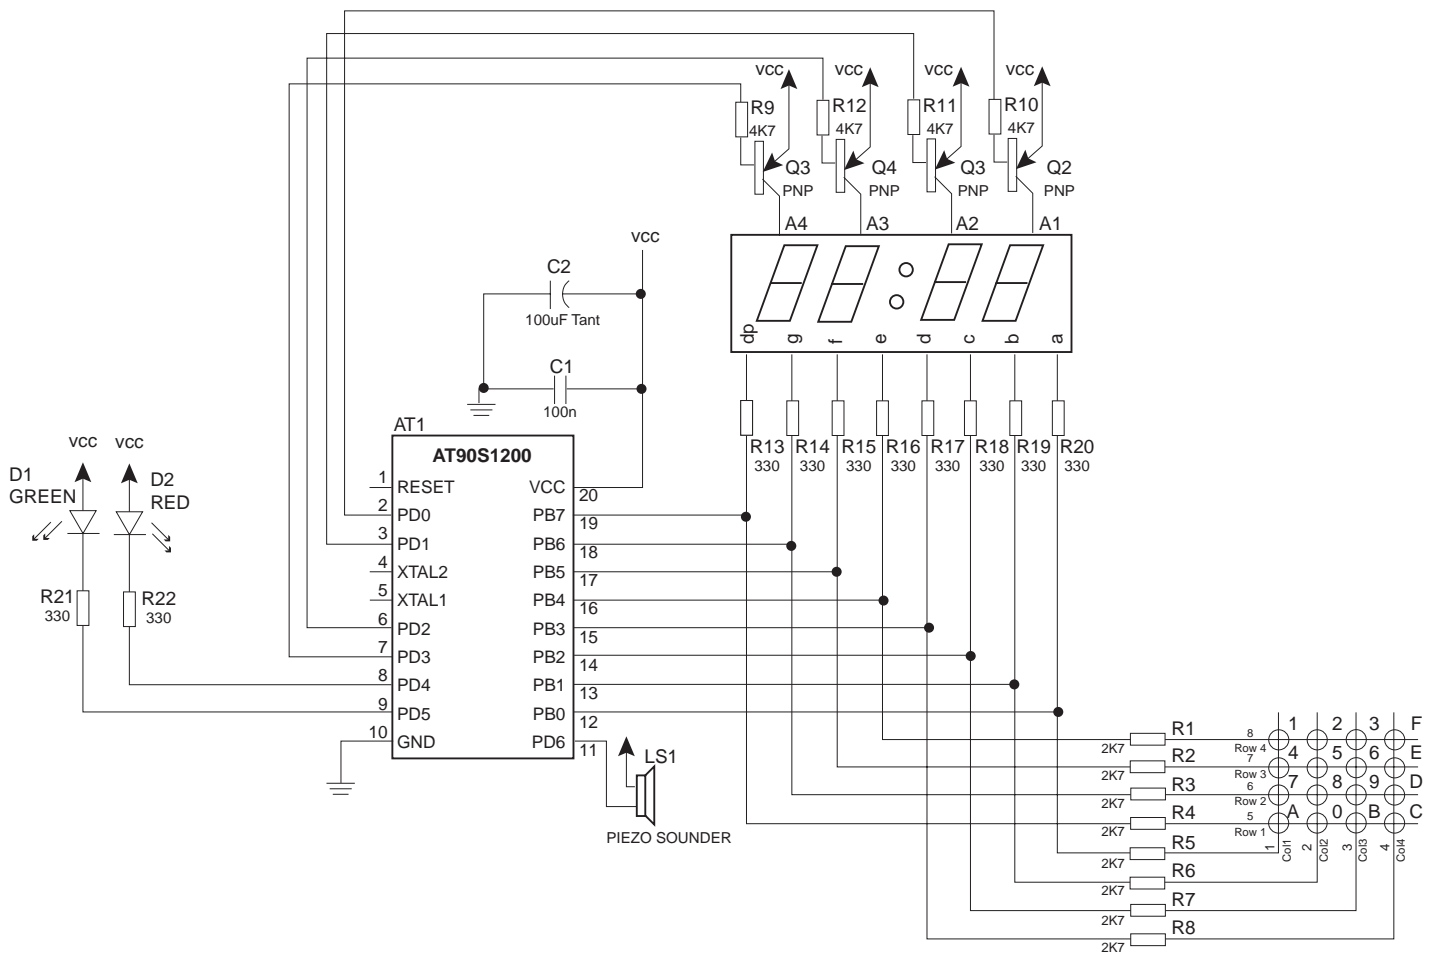 vcc vcc vcc vcc
R9 R12 R11 R10
4K7 4K7 4K7 4K7
Q3 Q4 Q3 Q2
PNP PNP PNP PNP
A4 A3 A2 A1
vcc
C2
100uF Tant
dp g f e d c b a
C1
100n
AT1
vcc vcc
R13 R14 R15 R16 R17 R18 R19 R20
330 330 330 330 330 330 330 330
AT90S1200
D1
GREEN
D2
RED
1 RESET VCC 20
2 PD0 PB7 19
3 PD1 PB6 18
4 XTAL2 PB5 17
5 XTAL1 PB4 16
6 PD2 PB3 15
7 PD3 PB2 14
8 PD4 PB1 13
9 PD5 PB0 12
10 GND PD6 11
R21
330
R22
330
LS1
PIEZO SOUNDER
2K7 R1 8 Row 4 1 2 3 F
2K7 R2 7 Row 3 4 5 6 E
2K7 R3 6 Row 2 7 8 9 D
2K7 R4 5 Row 1 A 0 B C
2K7 R5
2K7 R6
2K7 R7
2K7 R8
1 Col1 2 Col2 3 Col3 4 Col4